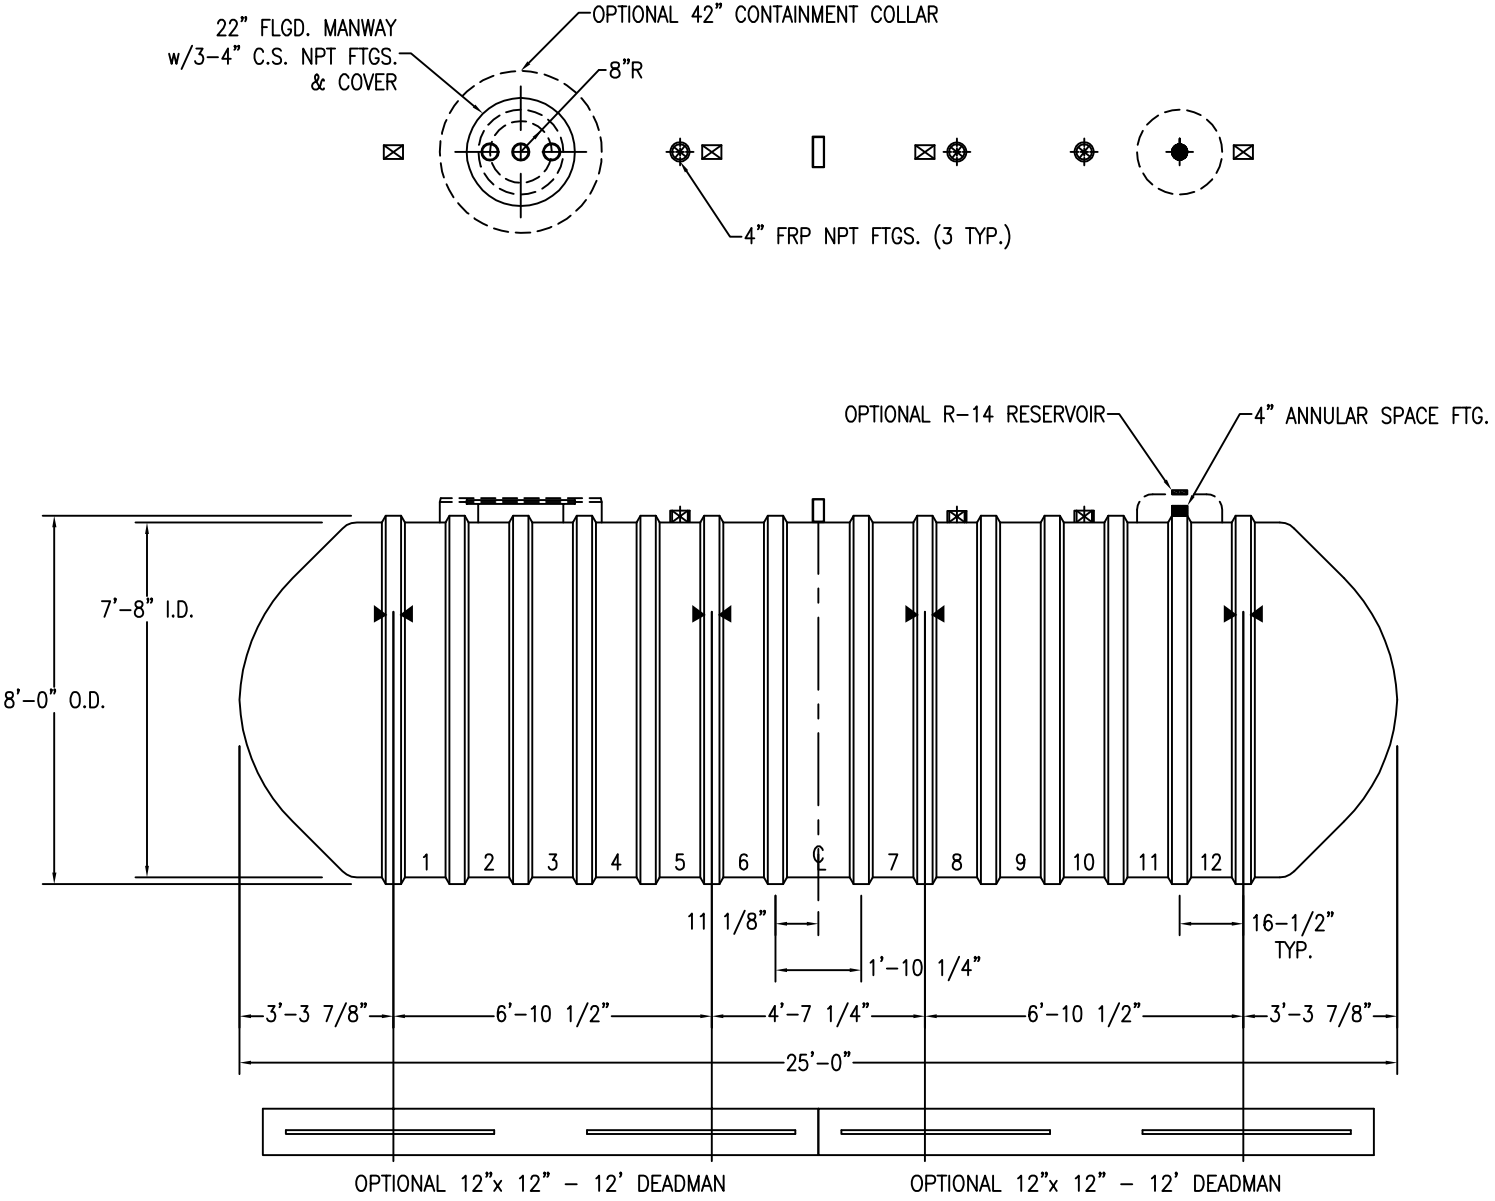 OPTIONAL 42" CONTAINMENT COLLAR
22" FLGD. MANWAY
w/3-4" C.S. NPT FTGS.
& COVER
8"R
4" FRP NPT FTGS. (3 TYP.)
OPTIONAL R-14 RESERVOIR
4" ANNULAR SPACE FTG.
7'-8" I.D.
8'-0" O.D.
1 2 3 4 5 6 ℄ 7 8 9 10 11 12
11 1/8"
16-1/2"
TYP.
1'-10 1/4"
3'-3 7/8" 6'-10 1/2" 4'-7 1/4" 6'-10 1/2" 3'-3 7/8"
25'-0"
OPTIONAL 12"x 12" - 12' DEADMAN OPTIONAL 12"x 12" - 12' DEADMAN